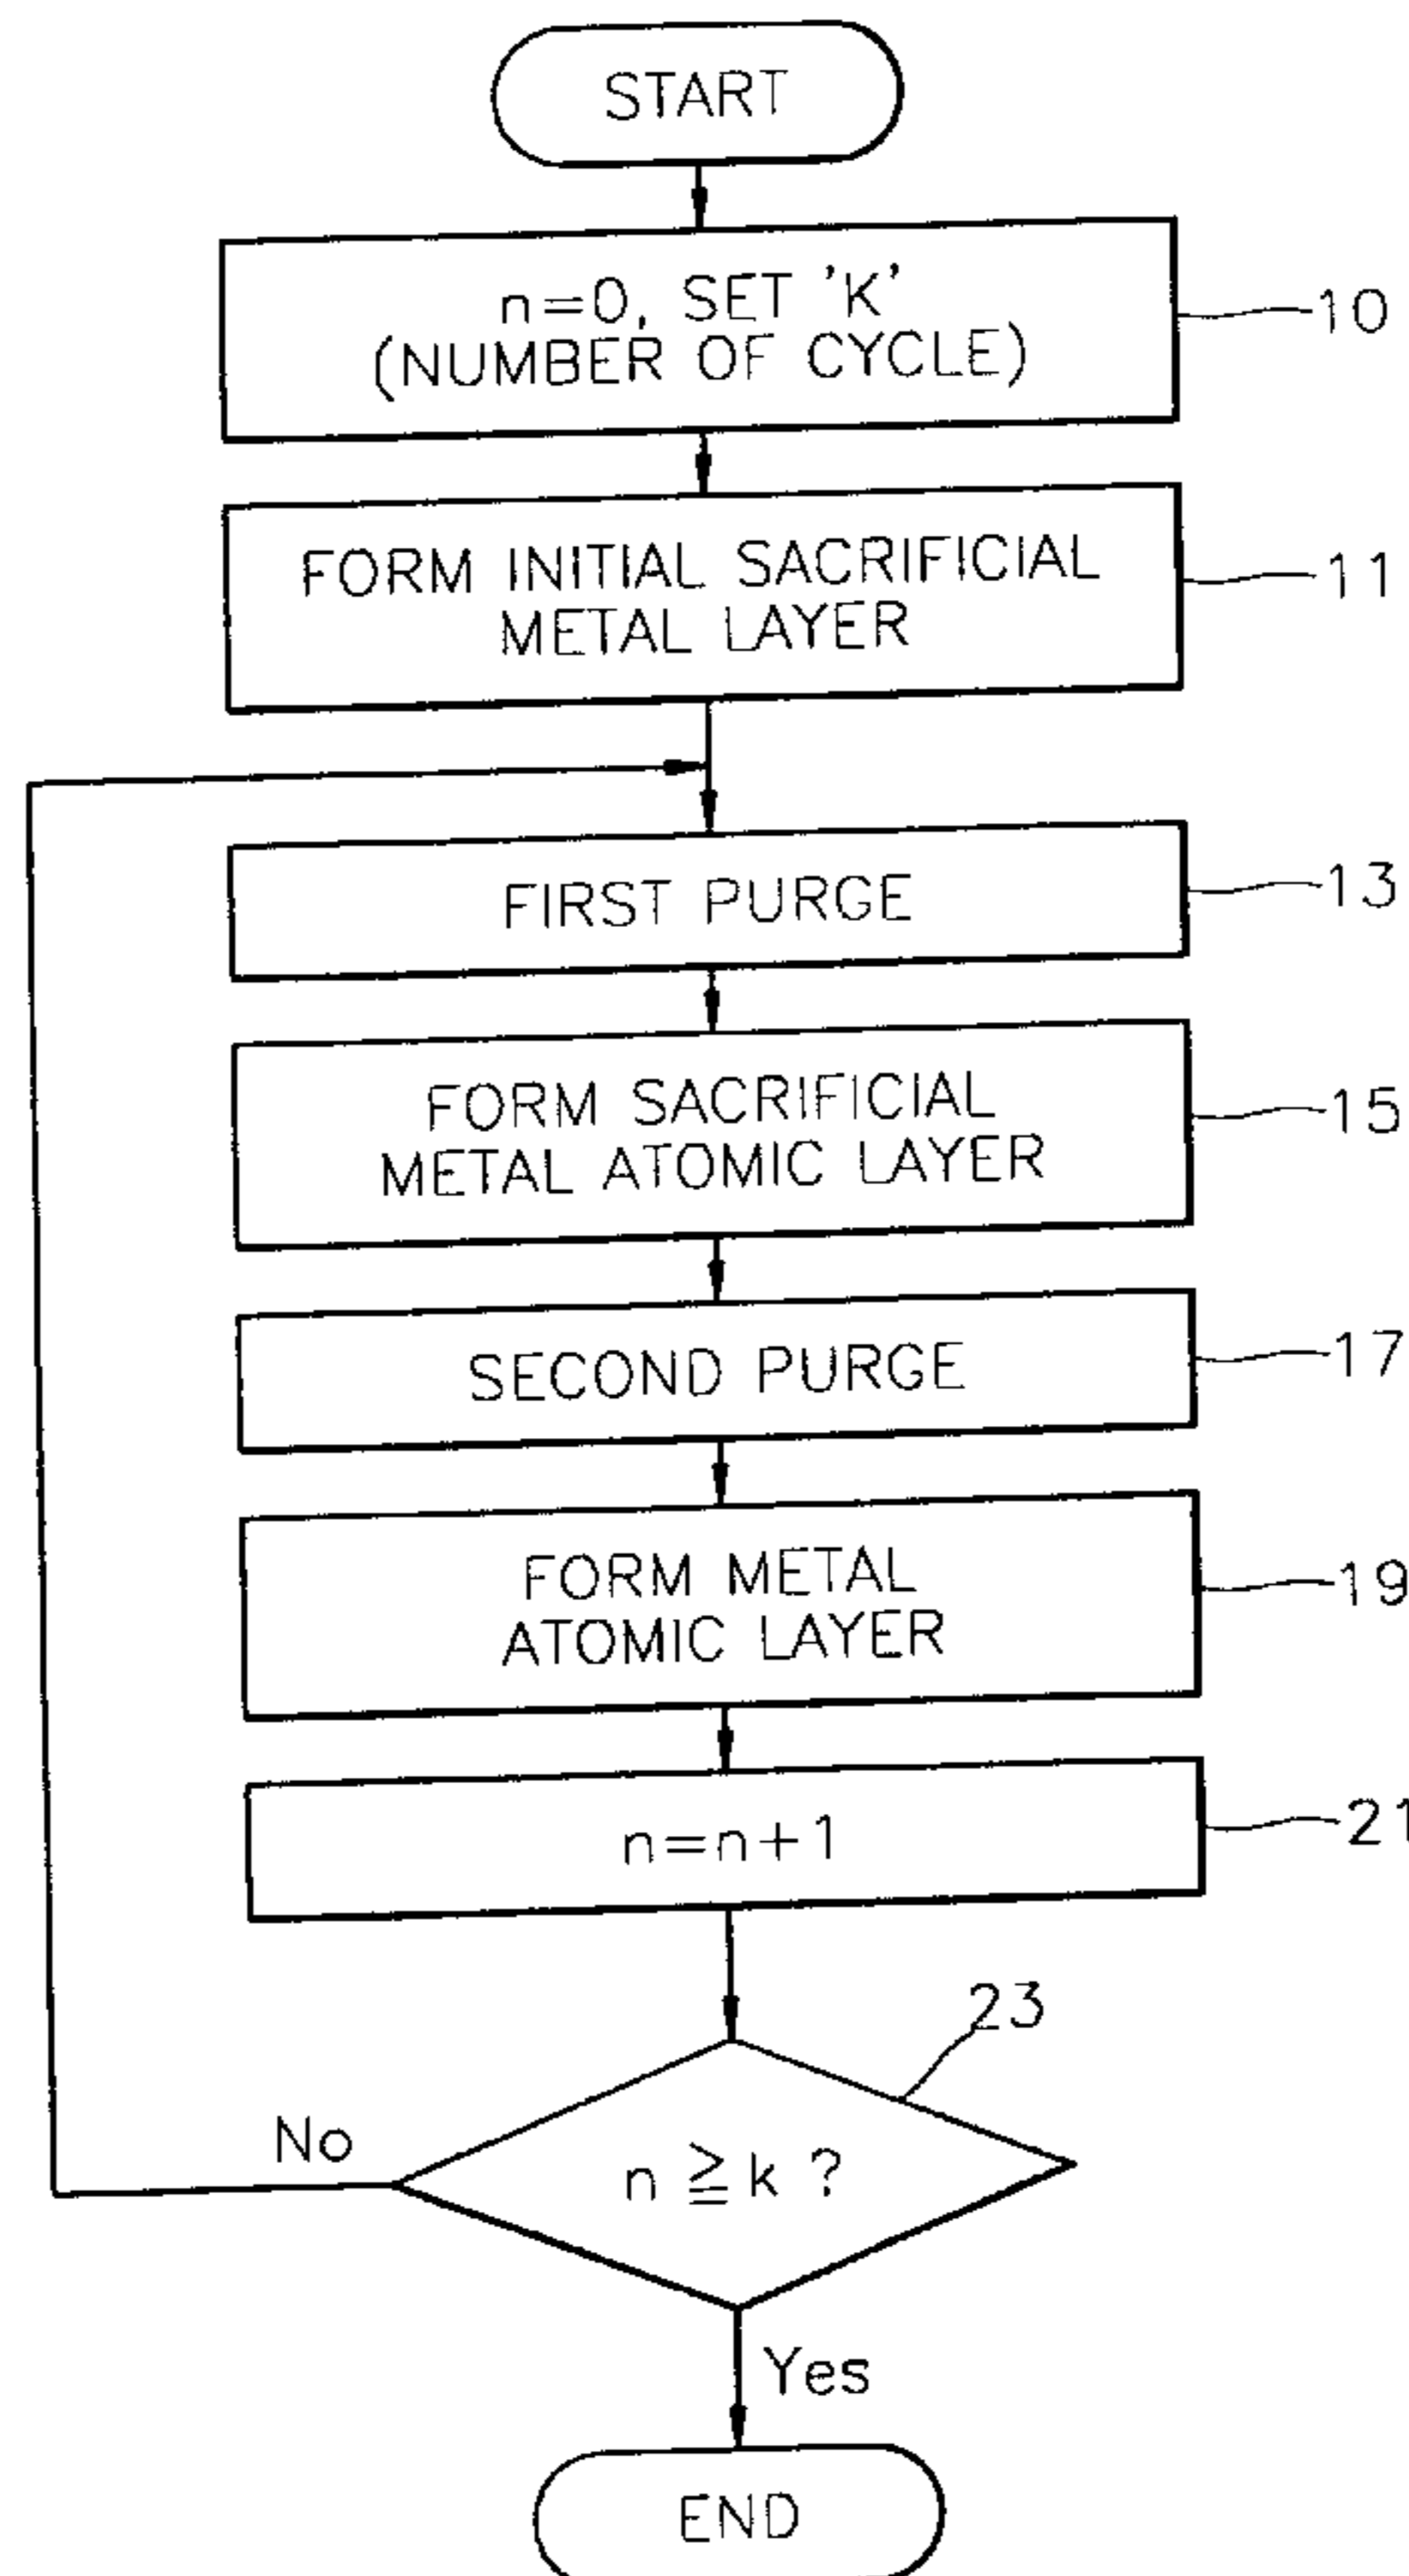 START
n=0, SET 'K'
(NUMBER OF CYCLE)
10
FORM INITIAL SACRIFICIAL
METAL LAYER
11
FIRST PURGE
13
FORM SACRIFICIAL
METAL ATOMIC LAYER
15
SECOND PURGE
17
FORM METAL
ATOMIC LAYER
19
n=n+1
21
23
n ≧ k ?
No
Yes
END